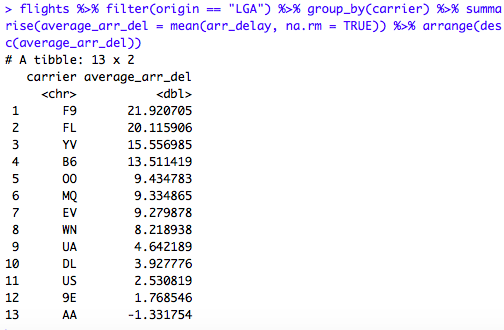 > flights %>% filter(origin == "LGA") %>% group_by(carrier) %>% summa
rise(average_arr_del = mean(arr_delay, na.rm = TRUE)) %>% arrange(des
c(average_arr_del))
# A tibble: 13 x 2
   carrier average_arr_del
     <chr>           <dbl>
1       F9       21.920705
2       FL       20.115906
3       YV       15.556985
4       B6       13.511419
5       OO        9.434783
6       MQ        9.334865
7       EV        9.279878
8       WN        8.218938
9       UA        4.642189
10      DL        3.927776
11      US        2.530819
12      9E        1.768546
13      AA       -1.331754